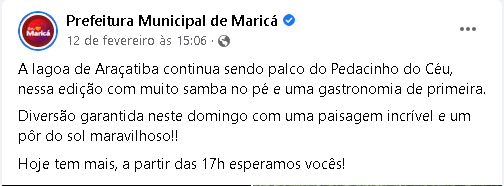 Prefeitura Municipal de Maricá
12 de fevereiro às 15:06 ·
A lagoa de Araçatiba continua sendo palco do Pedacinho do Céu,
nessa edição com muito samba no pé e uma gastronomia de primeira.
Diversão garantida neste domingo com uma paisagem incrível e um
pôr do sol maravilhoso!!
Hoje tem mais, a partir das 17h esperamos vocês!